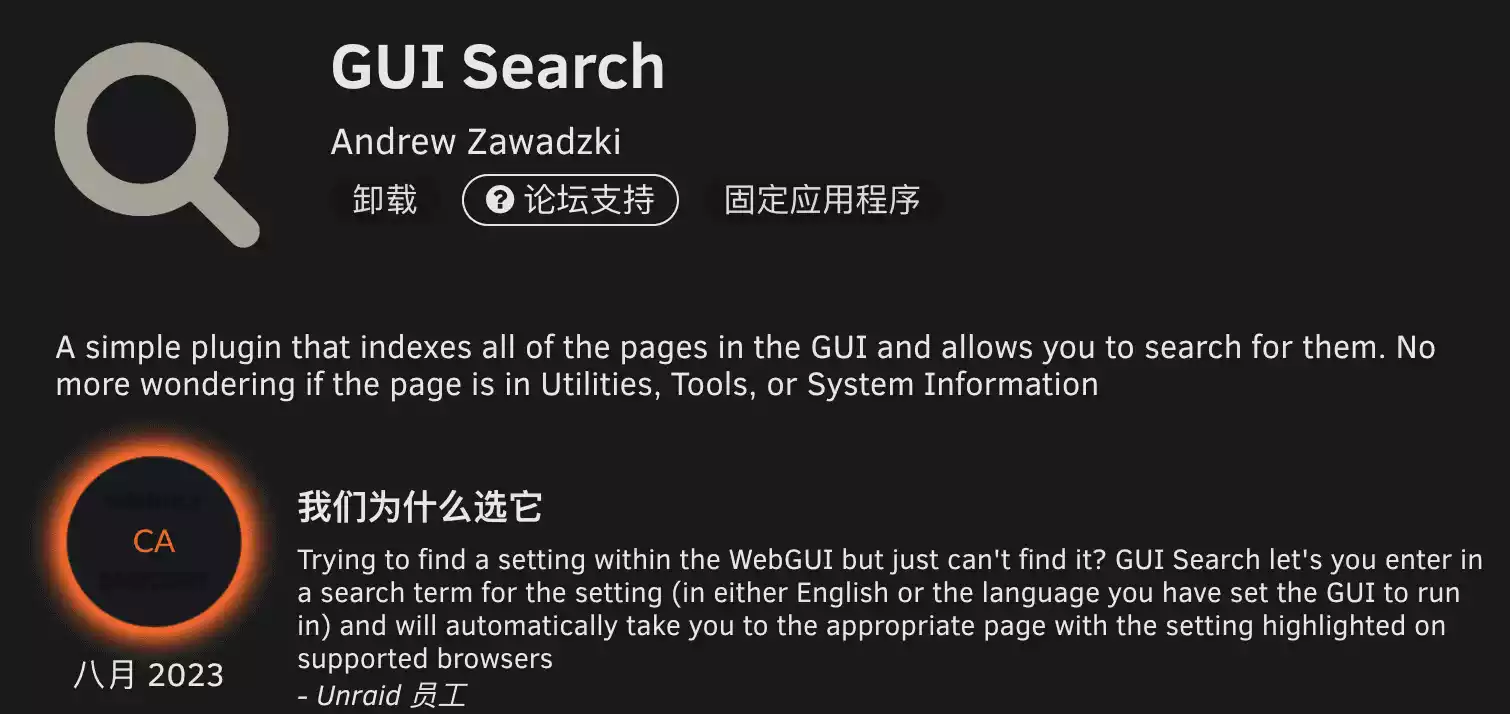 GUI Search
Andrew Zawadzki
卸载
论坛支持
固定应用程序
A simple plugin that indexes all of the pages in the GUI and allows you to search for them. No
more wondering if the page is in Utilities, Tools, or System Information
CA
八月 2023
我们为什么选它
Trying to find a setting within the WebGUI but just can't find it? GUI Search let's you enter in
a search term for the setting (in either English or the language you have set the GUI to run
in) and will automatically take you to the appropriate page with the setting highlighted on
supported browsers
- Unraid 员工